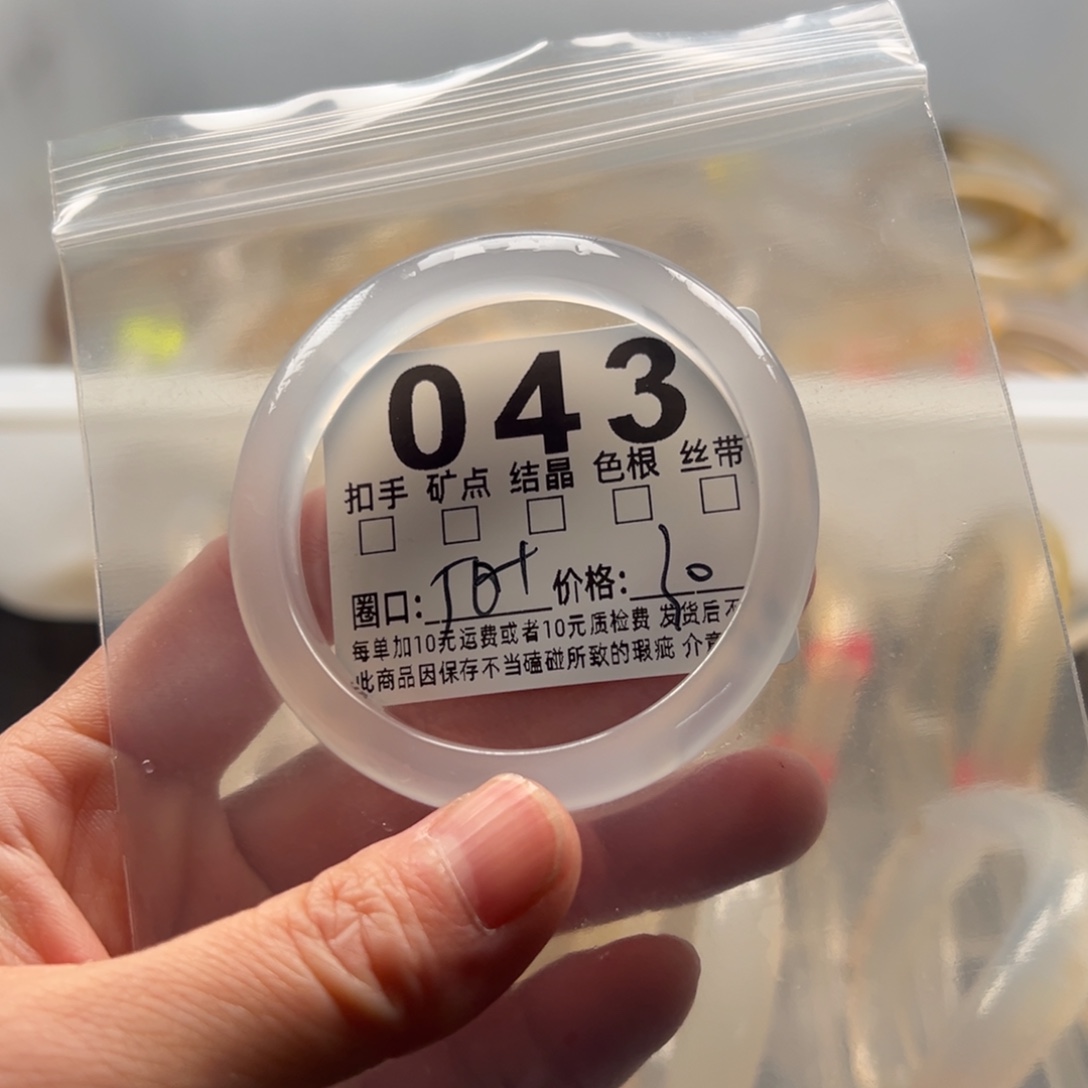 043
扣手 矿点 结晶 色根 丝带
圈口: 价格:
每单加10元运费或者10元质检费 发货后不
此商品因保存不当磕碰所致的瑕疵 介意